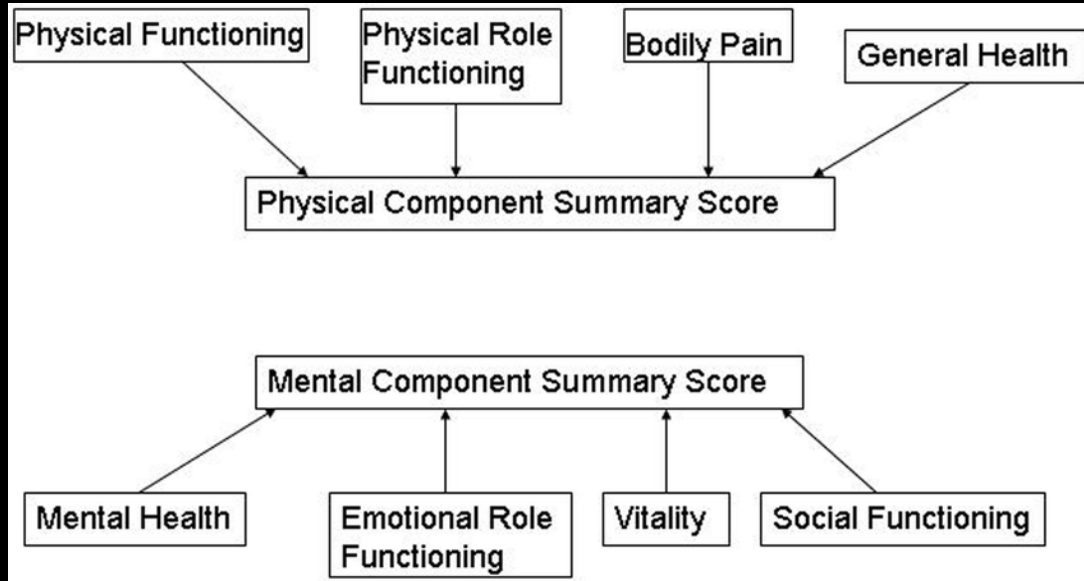 Physical Functioning
Physical Role
Functioning
Bodily Pain
General Health
Physical Component Summary Score
Mental Component Summary Score
Mental Health
Emotional Role
Functioning
Vitality
Social Functioning